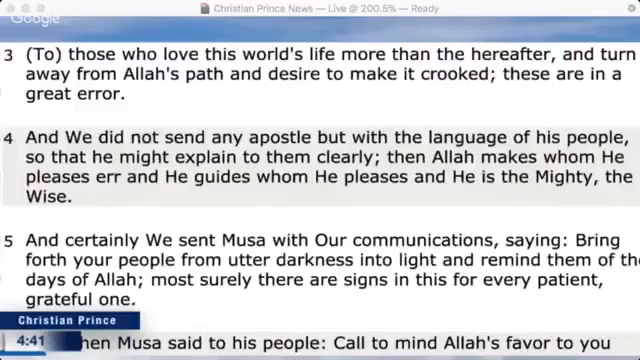 Christian Prince News — Live @ 200.5% — Ready
Google
3 (To) those who love this world's life more than the hereafter, and turn
away from Allah's path and desire to make it crooked; these are in a
great error.
4 And We did not send any apostle but with the language of his people,
so that he might explain to them clearly; then Allah makes whom He
pleases err and He guides whom He pleases and He is the Mighty, the
Wise.
5 And certainly We sent Musa with Our communications, saying: Bring
forth your people from utter darkness into light and remind them of the
days of Allah; most surely there are signs in this for every patient,
grateful one.
Christian Prince
4:41
Musa said to his people: Call to mind Allah's favor to you